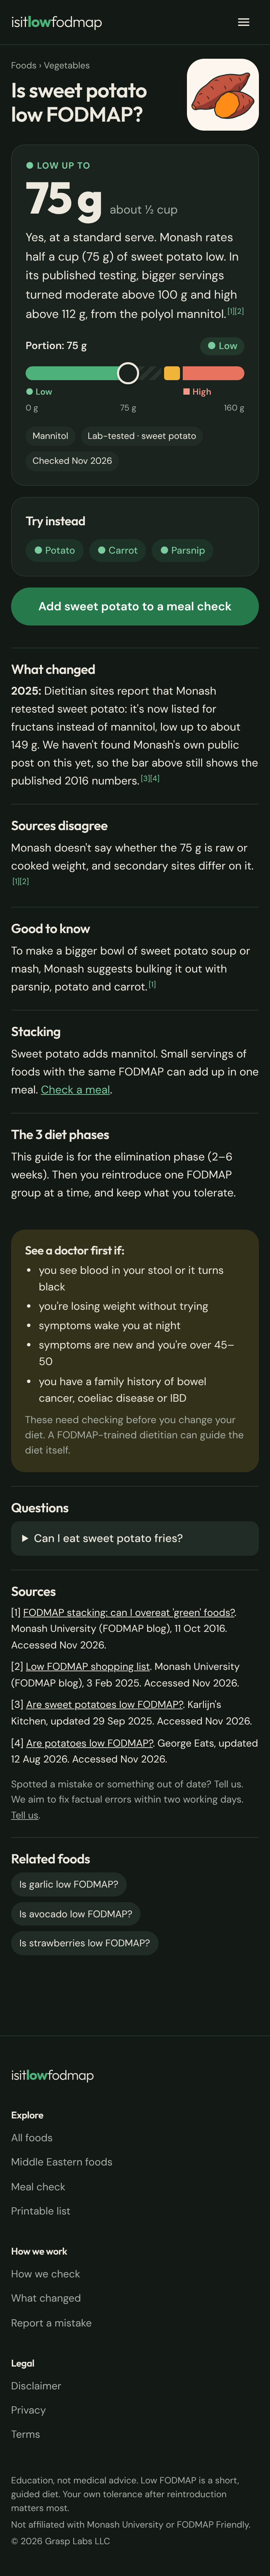 isitlowfodmap
Foods › Vegetables
Is sweet potato
low FODMAP?
LOW UP TO
75 g about ½ cup
Yes, at a standard serve. Monash rates
half a cup (75 g) of sweet potato low. In
its published testing, bigger servings
turned moderate above 100 g and high
above 112 g, from the polyol mannitol.[1][2]
Portion: 75 g
Low
Low
High
0 g
75 g
160 g
Mannitol
Lab-tested · sweet potato
Checked Nov 2026
Try instead
Potato
Carrot
Parsnip
Add sweet potato to a meal check
What changed
2025: Dietitian sites report that Monash
retested sweet potato: it's now listed for
fructans instead of mannitol, low up to about
149 g. We haven't found Monash's own public
post on this yet, so the bar above still shows the
published 2016 numbers.[3][4]
Sources disagree
Monash doesn't say whether the 75 g is raw or
cooked weight, and secondary sites differ on it.
[1][2]
Good to know
To make a bigger bowl of sweet potato soup or
mash, Monash suggests bulking it out with
parsnip, potato and carrot.[1]
Stacking
Sweet potato adds mannitol. Small servings of
foods with the same FODMAP can add up in one
meal. Check a meal.
The 3 diet phases
This guide is for the elimination phase (2–6
weeks). Then you reintroduce one FODMAP
group at a time, and keep what you tolerate.
See a doctor first if:
• you see blood in your stool or it turns
black
• you're losing weight without trying
• symptoms wake you up at night
• symptoms are new and you're over 45–
50
• you have a family history of bowel
cancer, coeliac disease or IBD
These need checking before you change your
diet. A FODMAP-trained dietitian can guide the
diet itself.
Questions
Can I eat sweet potato fries?
Sources
[1] FODMAP stacking: can I overeat 'green' foods?.
Monash University (FODMAP blog), 11 Oct 2016.
Accessed Nov 2026.
[2] Low FODMAP shopping list. Monash University
(FODMAP blog), 3 Feb 2025. Accessed Nov 2026.
[3] Are sweet potatoes low FODMAP?. Karlijn's
Kitchen, updated 29 Sep 2025. Accessed Nov 2026.
[4] Are potatoes low FODMAP?. George Eats, updated
12 Aug 2026. Accessed Nov 2026.
Spotted a mistake or something out of date? Tell us.
We aim to fix factual errors within two working days.
Tell us.
Related foods
Is garlic low FODMAP?
Is avocado low FODMAP?
Is strawberries low FODMAP?
isitlowfodmap
Explore
All foods
Middle Eastern foods
Meal check
Printable list
How we work
How we check
What changed
Report a mistake
Legal
Disclaimer
Privacy
Terms
Education, not medical advice. Low FODMAP is a short,
guided diet. Your own tolerance after reintroduction
matters most.
Not affiliated with Monash University or FODMAP Friendly.
© 2026 Grasp Labs LLC